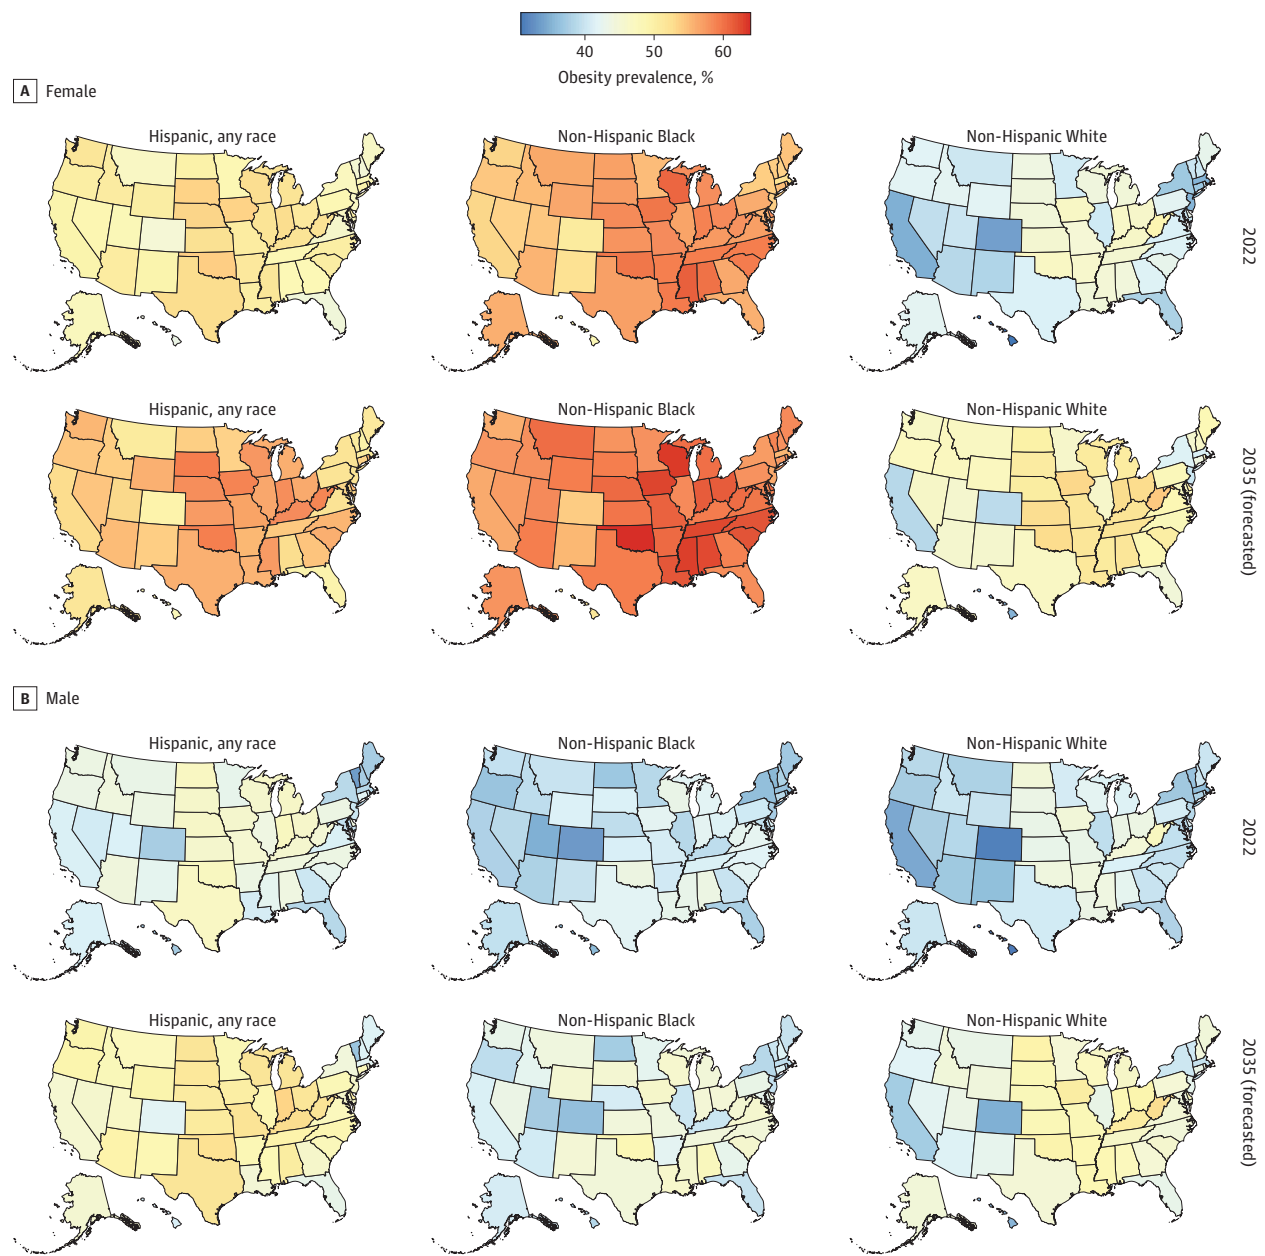 40 50 60
Obesity prevalence, %
A Female
Hispanic, any race Non-Hispanic Black Non-Hispanic White
2022
Hispanic, any race Non-Hispanic Black Non-Hispanic White
2035 (forecasted)
B Male
Hispanic, any race Non-Hispanic Black Non-Hispanic White
2022
Hispanic, any race Non-Hispanic Black Non-Hispanic White
2035 (forecasted)